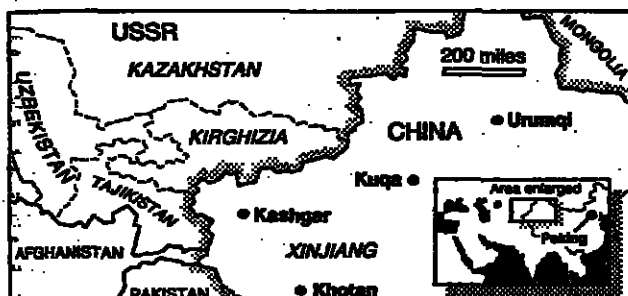 USSR
KAZAKHSTAN
UZBEKISTAN
KIRGHIZIA
TAJIKISTAN
AFGHANISTAN
PAKISTAN
200 miles
MONGOLIA
CHINA
Urumqi
Kuqa
Kashgar
XINJIANG
Khotan
Area enlarged
Peking